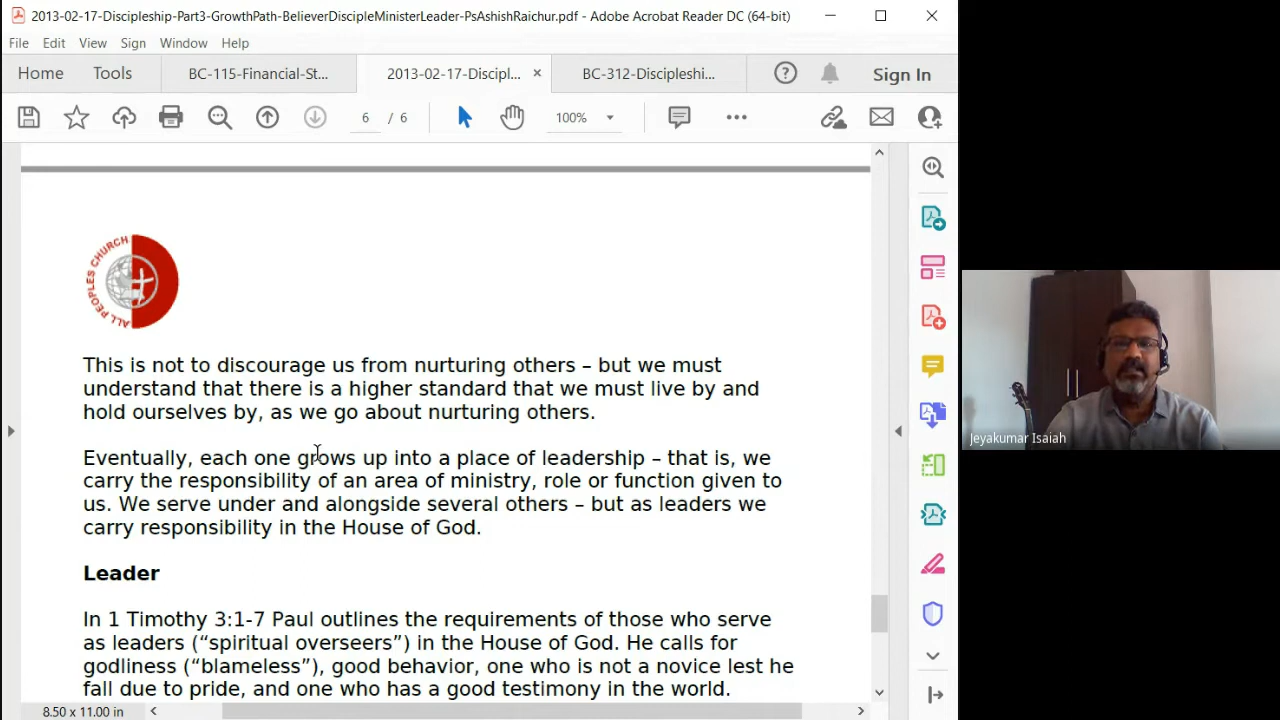 2013-02-17-Discipleship-Part3-GrowthPath-BelieverDiscipleMinisterLeader-PsAshishRaichur.pdf - Adobe Acrobat Reader DC (64-bit)
File Edit View Sign Window Help
Home Tools BC-115-Financial-St... 2013-02-17-Discipl... BC-312-Discipleshi... Sign In
6 / 6 100%
ALL PEOPLES CHURCH
This is not to discourage us from nurturing others – but we must
understand that there is a higher standard that we must live by and
hold ourselves by, as we go about nurturing others.
Eventually, each one grows up into a place of leadership – that is, we
carry the responsibility of an area of ministry, role or function given to
us. We serve under and alongside several others – but as leaders we
carry responsibility in the House of God.
Leader
In 1 Timothy 3:1-7 Paul outlines the requirements of those who serve
as leaders (“spiritual overseers”) in the House of God. He calls for
godliness (“blameless”), good behavior, one who is not a novice lest he
fall due to pride, and one who has a good testimony in the world.
8.50 x 11.00 in
Jeyakumar Isaiah